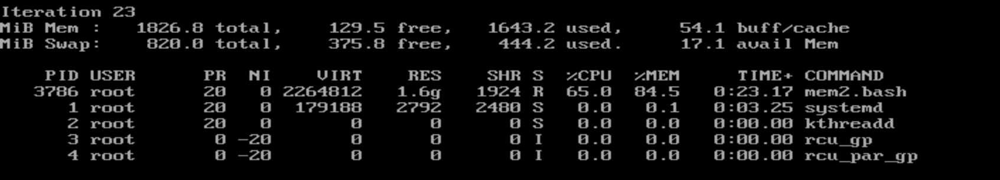 Iteration 23
MiB Mem :   1826.8 total,    129.5 free,   1643.2 used,     54.1 buff/cache
MiB Swap:    820.0 total,    375.8 free,    444.2 used.     17.1 avail Mem
PID USER      PR  NI    VIRT    RES    SHR S  %CPU  %MEM     TIME+ COMMAND
3786 root      20   0 2264812   1.6g   1924 R  65.0  84.5   0:23.17 mem2.bash
1 root      20   0  179188   2792   2480 S   0.0   0.1   0:03.25 systemd
2 root      20   0       0      0      0 S   0.0   0.0   0:00.00 kthreadd
3 root       0 -20       0      0      0 I   0.0   0.0   0:00.00 rcu_gp
4 root       0 -20       0      0      0 I   0.0   0.0   0:00.00 rcu_par_gp